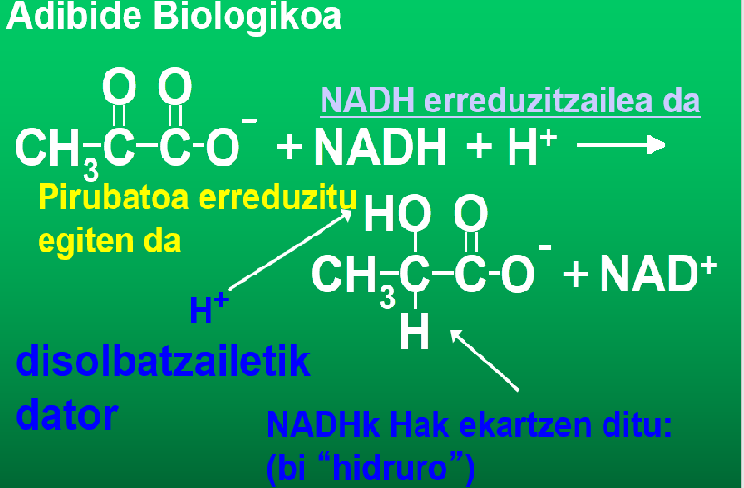 Adibide Biologikoa
O O
NADH erreduzitzailea da
CH₃-C-C-O⁻ + NADH + H⁺ ⟶
Pirubatoa erreduzitu
egiten da
HO O
CH₃-C-C-O⁻ + NAD⁺
H
H⁺
disolbatzailetik
dator
NADHk Hak ekartzen ditu:
(bi “hidruro”)